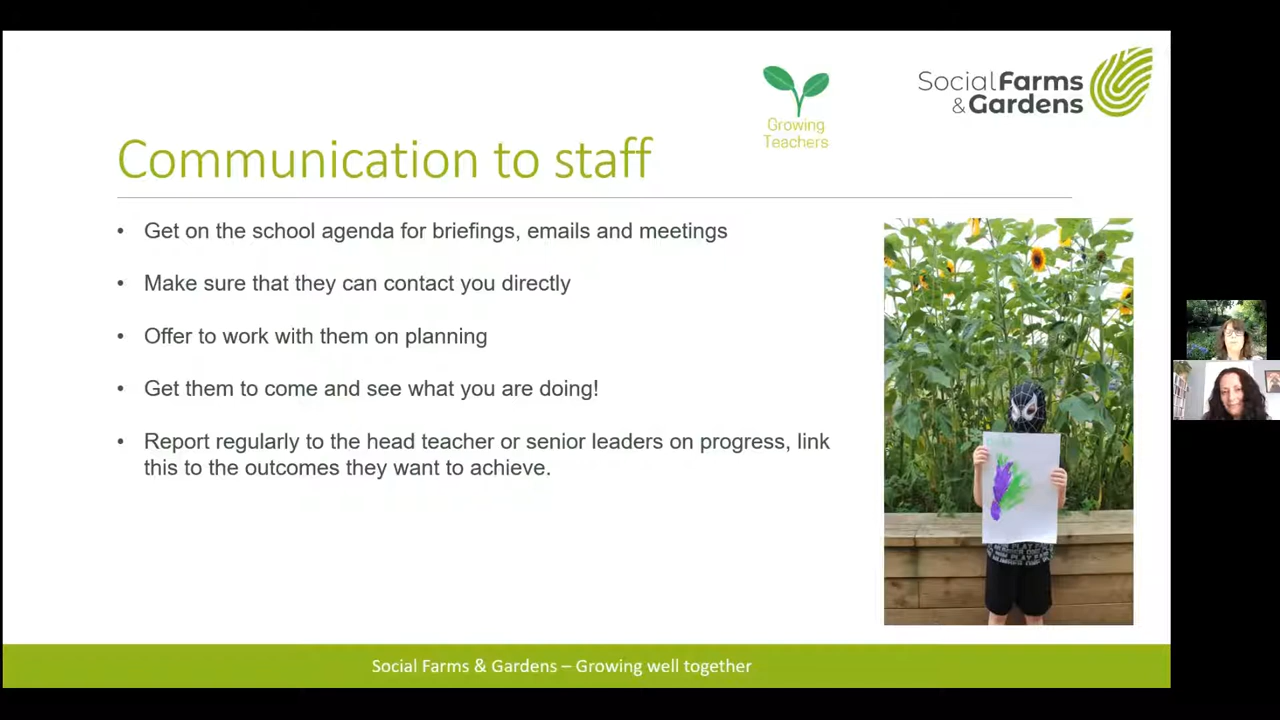 Growing
Teachers
Social Farms
& Gardens
Communication to staff
• Get on the school agenda for briefings, emails and meetings
• Make sure that they can contact you directly
• Offer to work with them on planning
• Get them to come and see what you are doing!
• Report regularly to the head teacher or senior leaders on progress, link
this to the outcomes they want to achieve.
Social Farms & Gardens – Growing well together